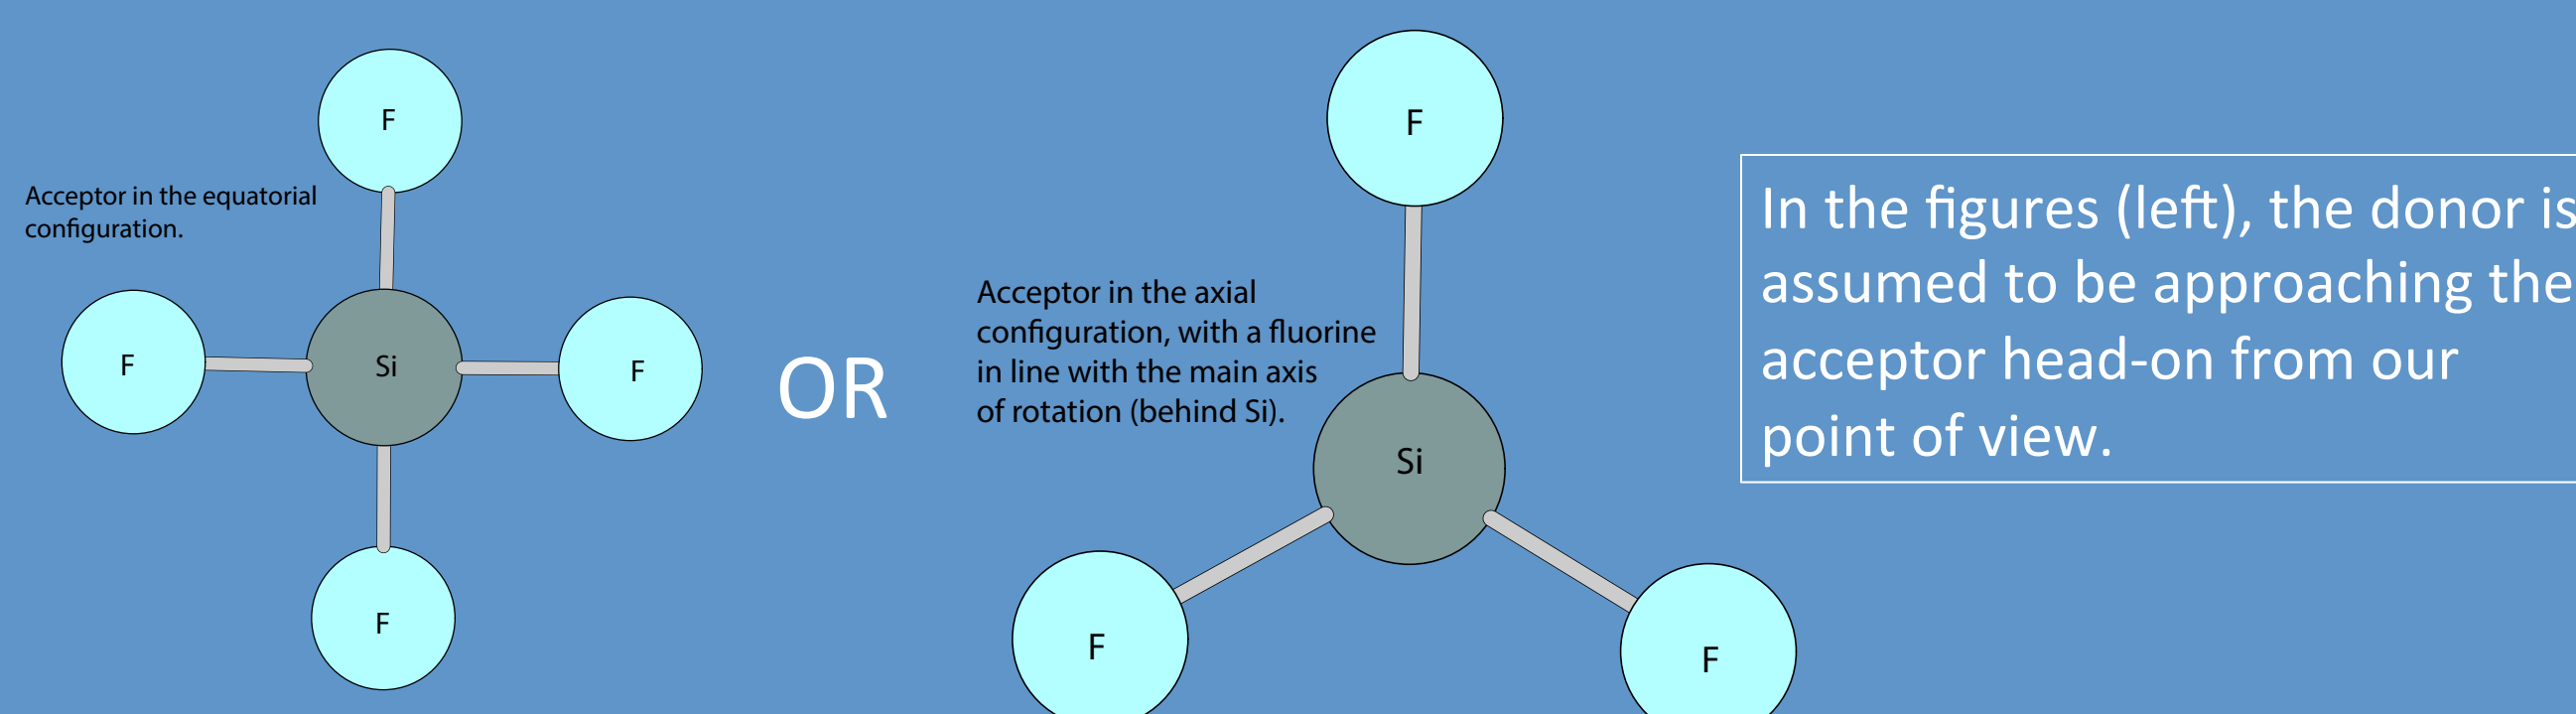 F
Acceptor in the equatorial
configuration.
F
Si
F
F
OR
F
Acceptor in the axial
configuration, with a fluorine
in line with the main axis
of rotation (behind Si).
Si
F
F
In the figures (left), the donor is
assumed to be approaching the
acceptor head-on from our
point of view.